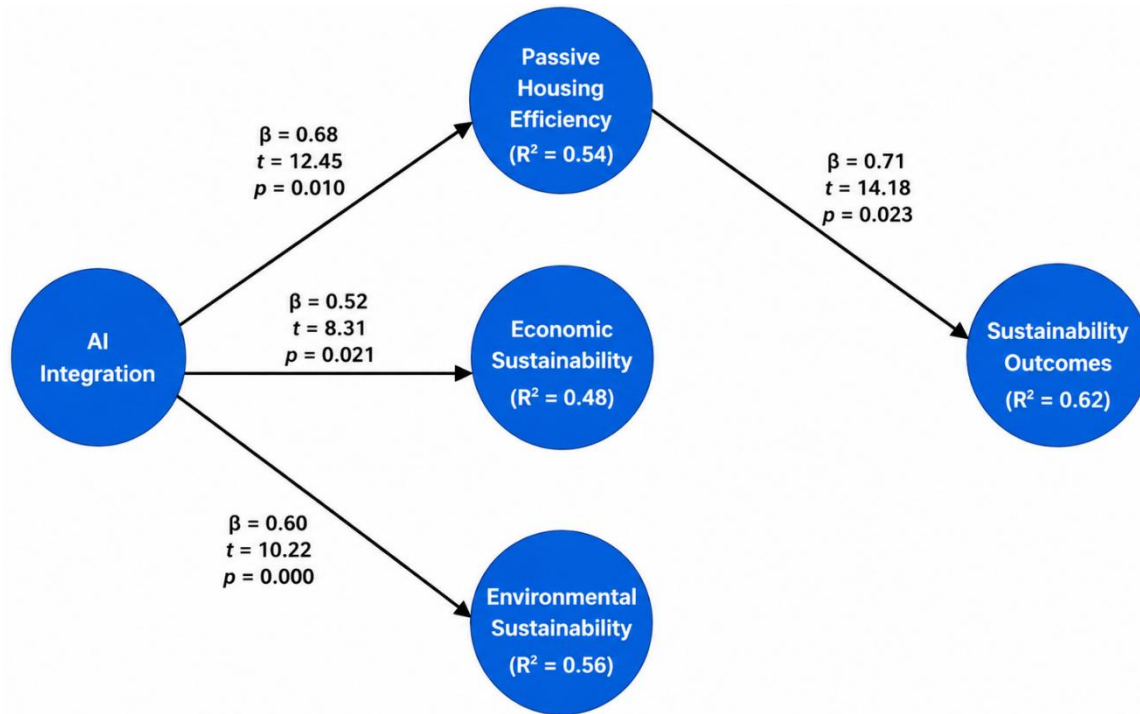 Passive
Housing
Efficiency
(R² = 0.54)
β = 0.68
t = 12.45
p = 0.010
β = 0.71
t = 14.18
p = 0.023
AI
Integration
β = 0.52
t = 8.31
p = 0.021
Economic
Sustainability
(R² = 0.48)
Sustainability
Outcomes
(R² = 0.62)
β = 0.60
t = 10.22
p = 0.000
Environmental
Sustainability
(R² = 0.56)